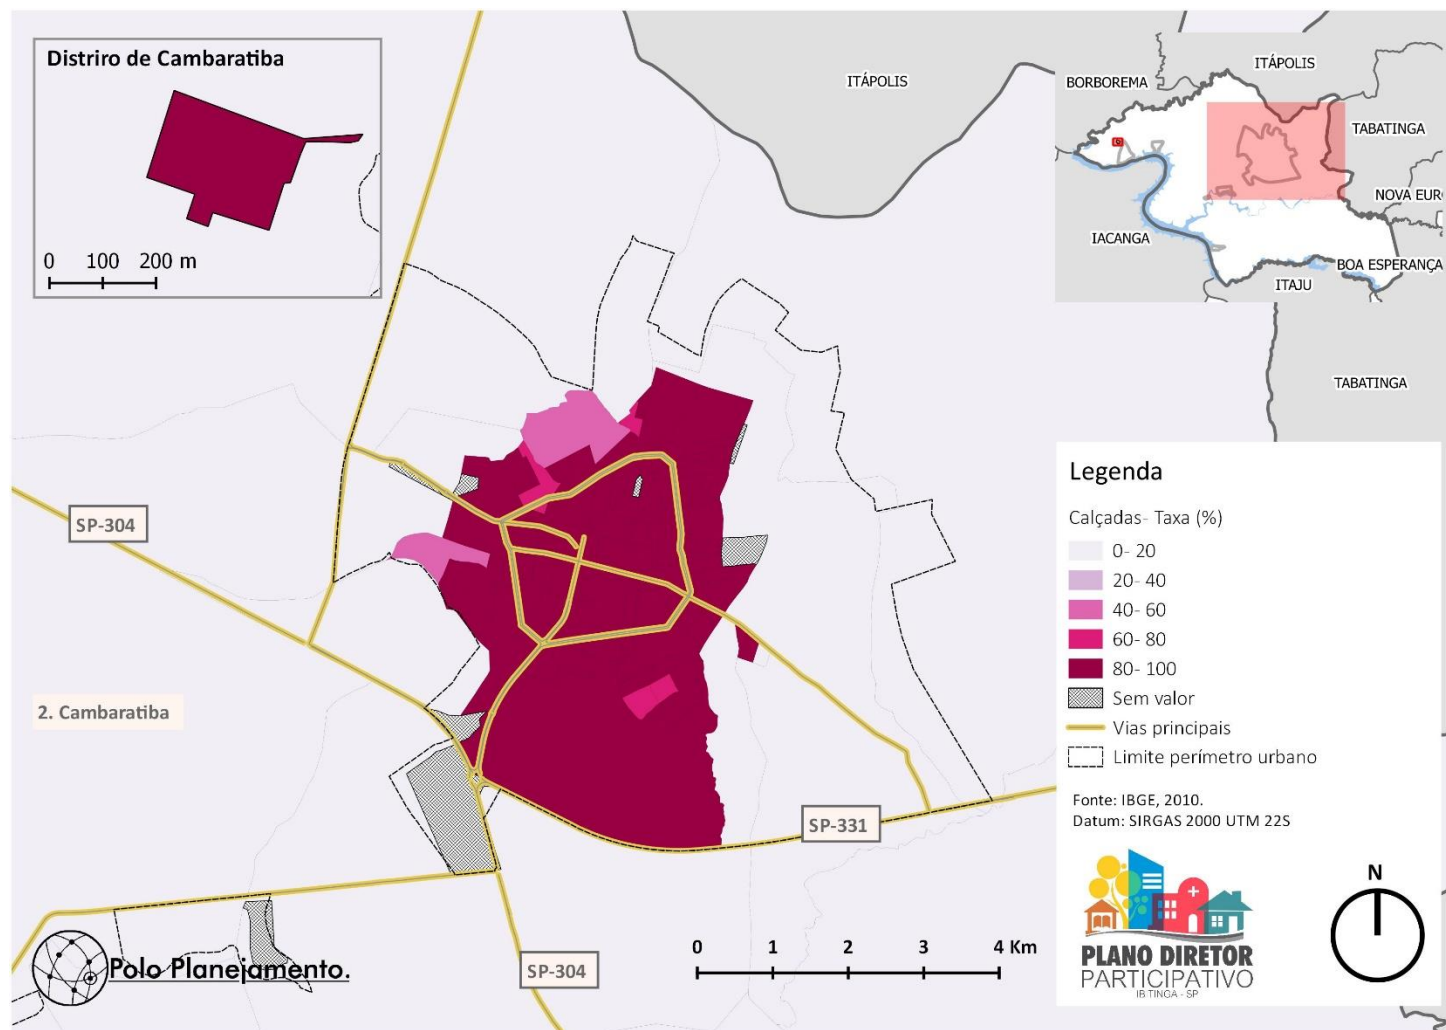 Distriro de Cambaratiba
0 100 200 m
ITÁPOLIS
BORBOREMA
ITÁPOLIS
TABATINGA
NOVA EUR
IACANGA
BOA ESPERANÇA
ITAJU
TABATINGA
SP-304
2. Cambaratiba
SP-331
SP-304
Legenda
Calçadas- Taxa (%)
0- 20
20- 40
40- 60
60- 80
80- 100
Sem valor
Vias principais
Limite perímetro urbano
Fonte: IBGE, 2010.
Datum: SIRGAS 2000 UTM 22S
PLANO DIRETOR
PARTICIPATIVO
IB TINGA - SP
N
0 1 2 3 4 Km
Polo Planejamento.